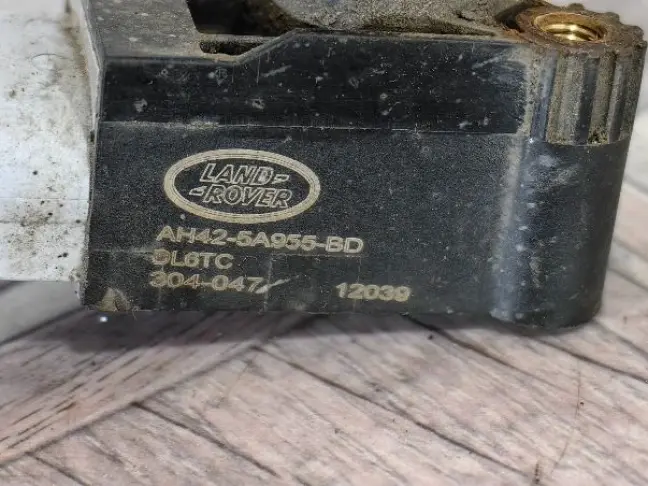 LAND-
-ROVER
AH42-5A955-BD
DL6TC
304-047
12039